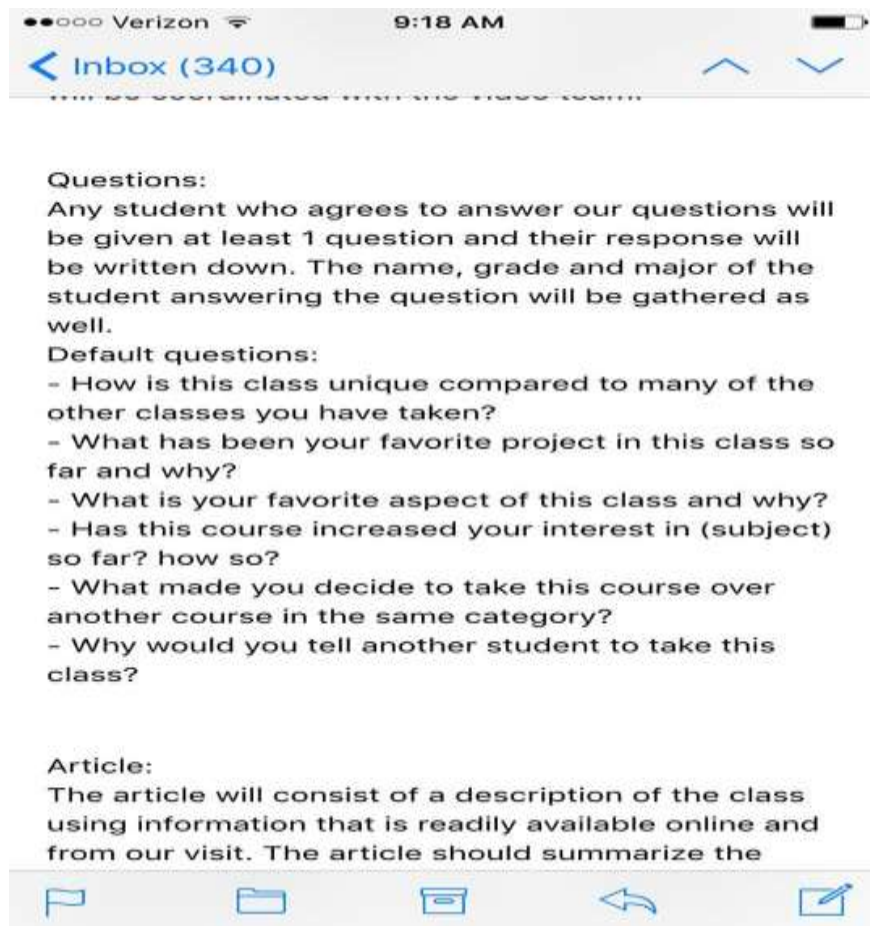 Verizon 9:18 AM
Inbox (340)
will be coordinated with the video team.
Questions:
Any student who agrees to answer our questions will
be given at least 1 question and their response will
be written down. The name, grade and major of the
student answering the question will be gathered as
well.
Default questions:
- How is this class unique compared to many of the
other classes you have taken?
- What has been your favorite project in this class so
far and why?
- What is your favorite aspect of this class and why?
- Has this course increased your interest in (subject)
so far? how so?
- What made you decide to take this course over
another course in the same category?
- Why would you tell another student to take this
class?
Article:
The article will consist of a description of the class
using information that is readily available online and
from our visit. The article should summarize the